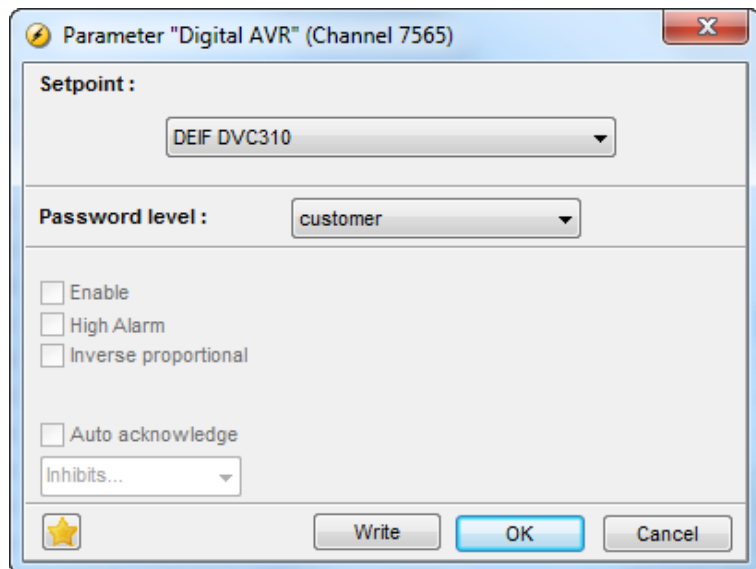 Parameter "Digital AVR" (Channel 7565)
Setpoint :
DEIF DVC310
Password level : customer
Enable
High Alarm
Inverse proportional
Auto acknowledge
Inhibits...
Write OK Cancel